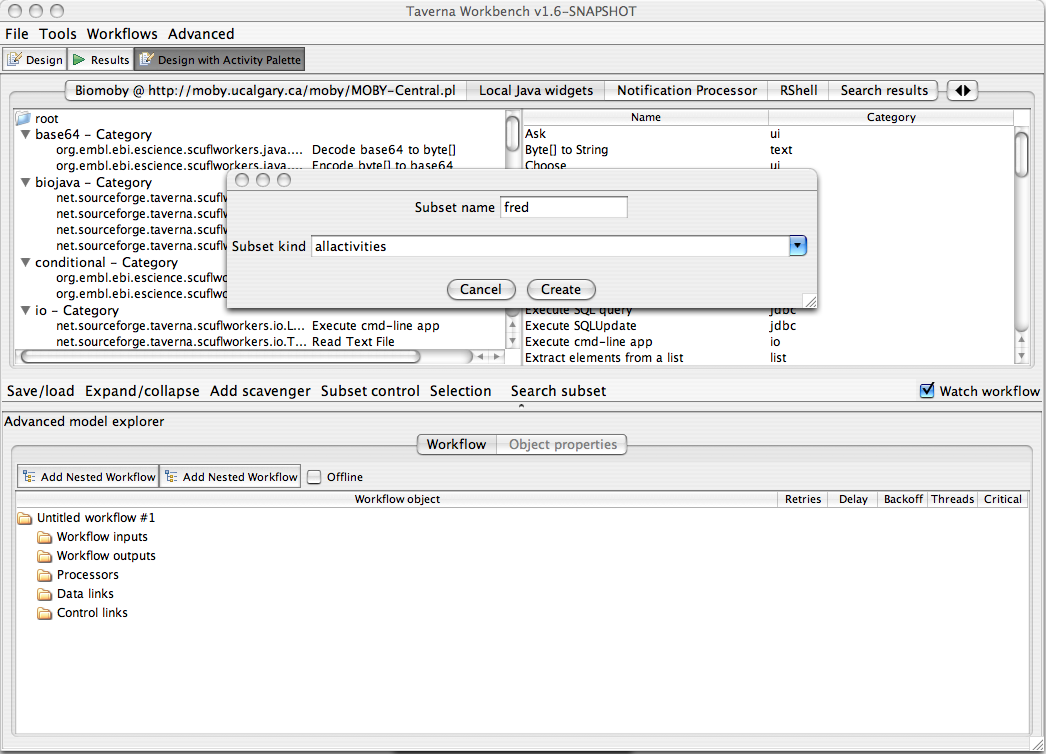 Taverna Workbench v1.6-SNAPSHOT
File Tools Workflows Advanced
Design Results Design with Activity Palette
Biomoby @ http://moby.ucalgary.ca/moby/MOBY-Central.pl Local Java widgets Notification Processor RShell Search results
root
base64 - Category
org.embl.ebi.escience.scuflworkers.java.... Decode base64 to byte[]
org.embl.ebi.escience.scuflworkers.java.... Encode byte[] to base64
biojava - Category
net.sourceforge.taverna.scuflw
net.sourceforge.taverna.scuflw
net.sourceforge.taverna.scuflw
net.sourceforge.taverna.scuflw
conditional - Category
org.embl.ebi.escience.scuflwo
org.embl.ebi.escience.scuflwo
io - Category
net.sourceforge.taverna.scuflworkers.io.L... Execute cmd-line app
net.sourceforge.taverna.scuflworkers.io.T... Read Text File
Name Category
Ask ui
Byte[] to String text
Choose ui
Subset name fred
Subset kind allactivities
Cancel Create
Execute SQL query jdbc
Execute SQLUpdate jdbc
Execute cmd-line app io
Extract elements from a list list
Save/load Expand/collapse Add scavenger Subset control Selection Search subset Watch workflow
Advanced model explorer
Workflow Object properties
Add Nested Workflow Add Nested Workflow Offline
Workflow object Retries Delay Backoff Threads Critical
Untitled workflow #1
Workflow inputs
Workflow outputs
Processors
Data links
Control links